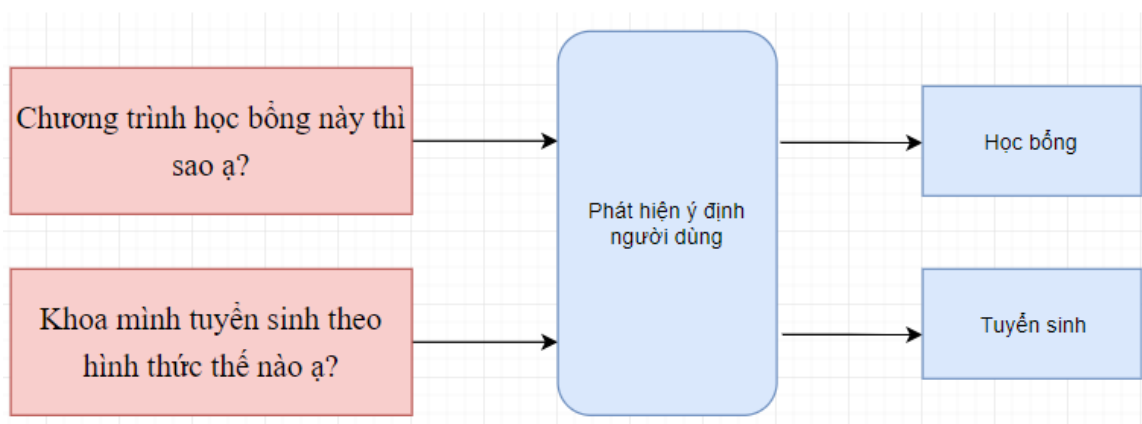 Chương trình học bổng này thì
sao ạ?
Khoa mình tuyển sinh theo
hình thức thế nào ạ?
Phát hiện ý định
người dùng
Học bổng
Tuyển sinh